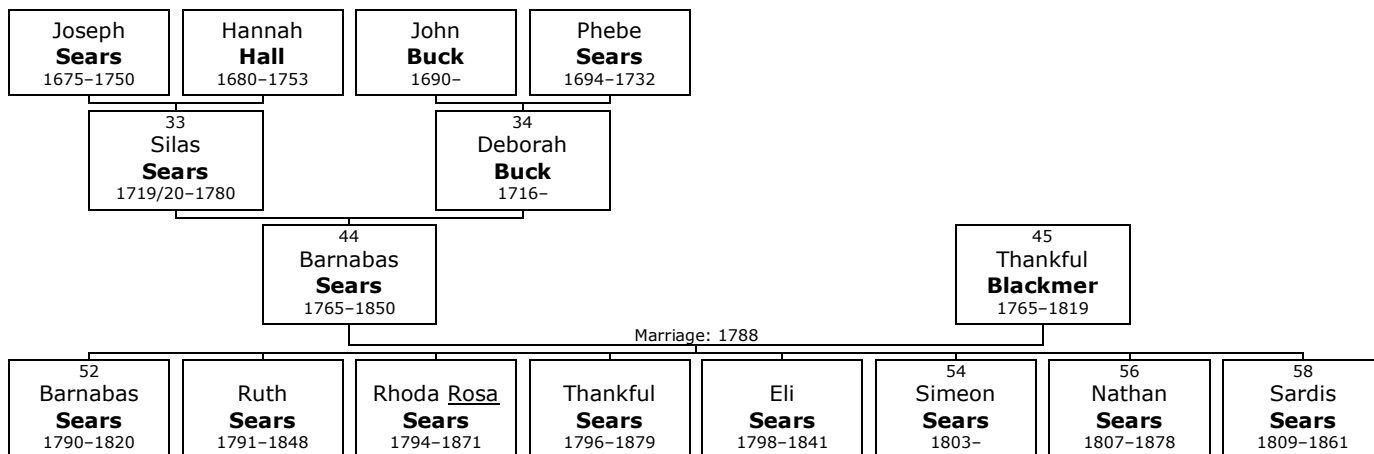 Joseph
Sears
1675–1750
Hannah
Hall
1680–1753
John
Buck
1690–
Phebe
Sears
1694–1732
33
Silas
Sears
1719/20–1780
34
Deborah
Buck
1716–
44
Barnabas
Sears
1765–1850
45
Thankful
Blackmer
1765–1819
Marriage: 1788
52
Barnabas
Sears
1790–1820
Ruth
Sears
1791–1848
Rhoda Rosa
Sears
1794–1871
Thankful
Sears
1796–1879
Eli
Sears
1798–1841
54
Simeon
Sears
1803–
56
Nathan
Sears
1807–1878
58
Sardis
Sears
1809–1861